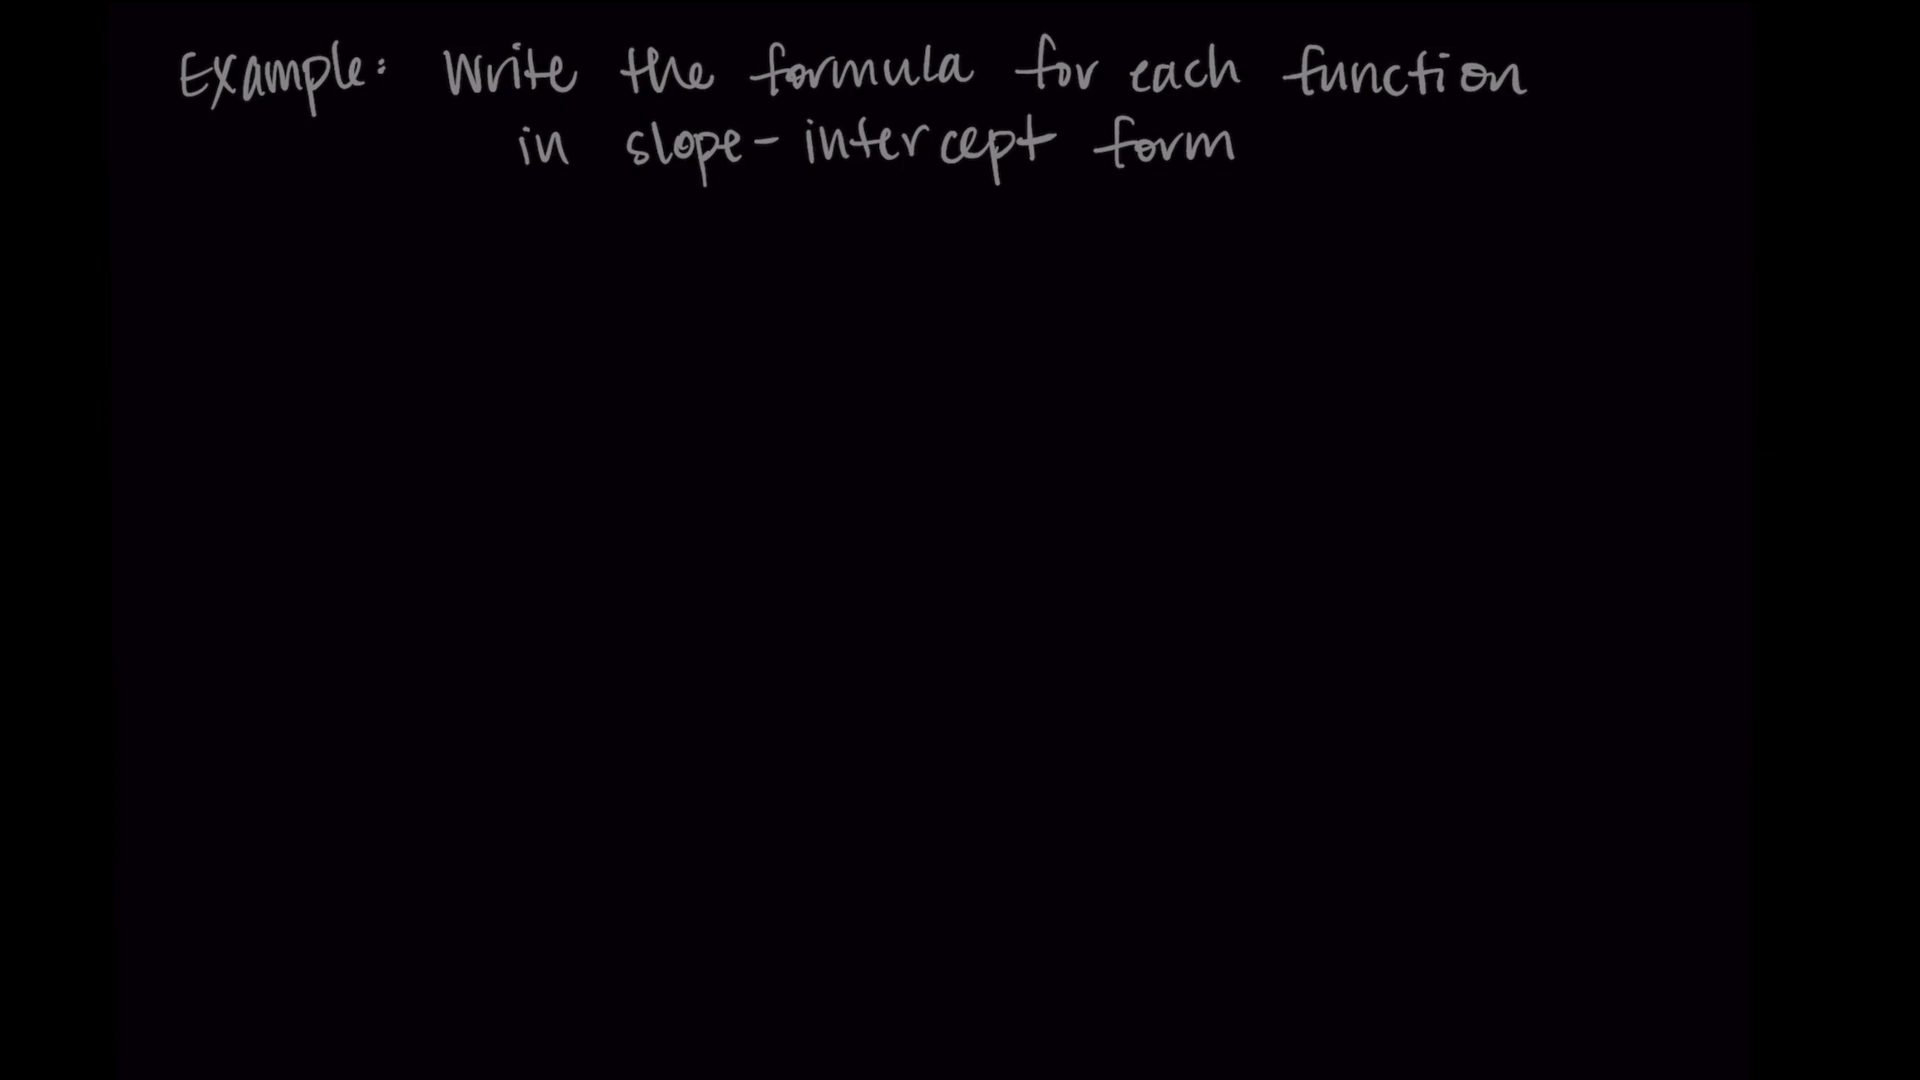 Example: Write the formula for each function
in slope-intercept form